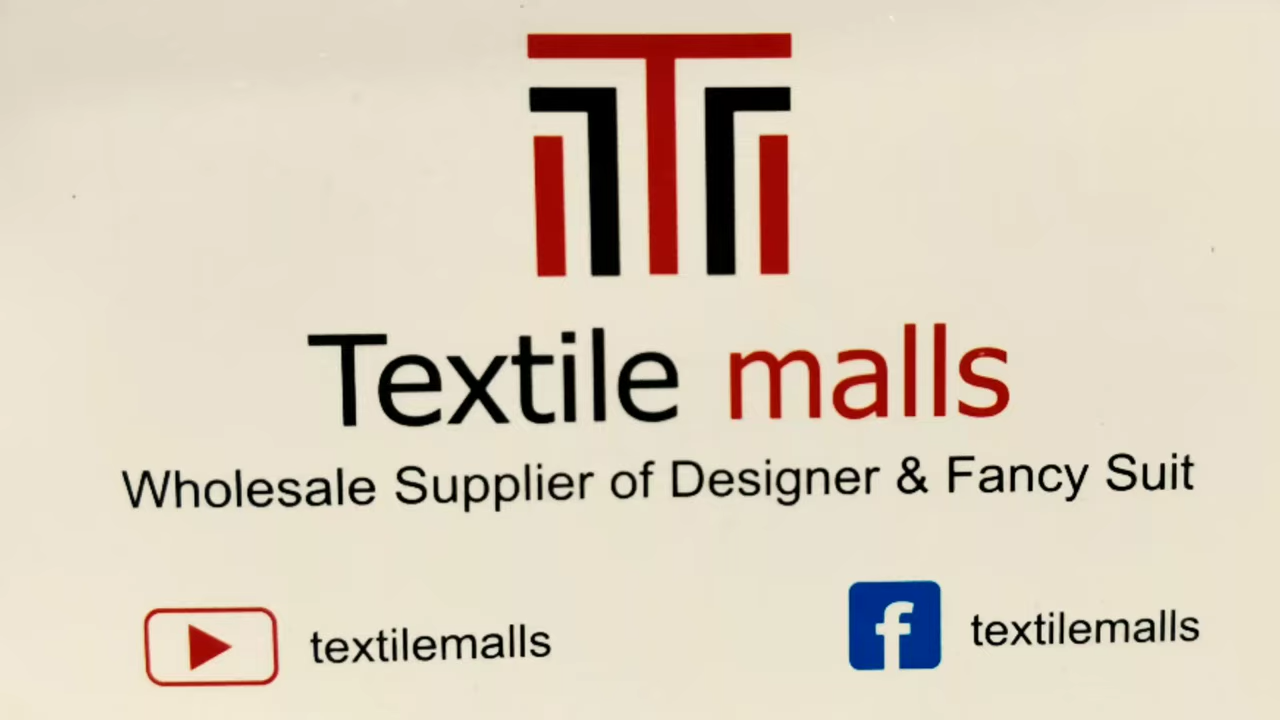 Textile malls
Wholesale Supplier of Designer & Fancy Suit
textilemalls
textilemalls